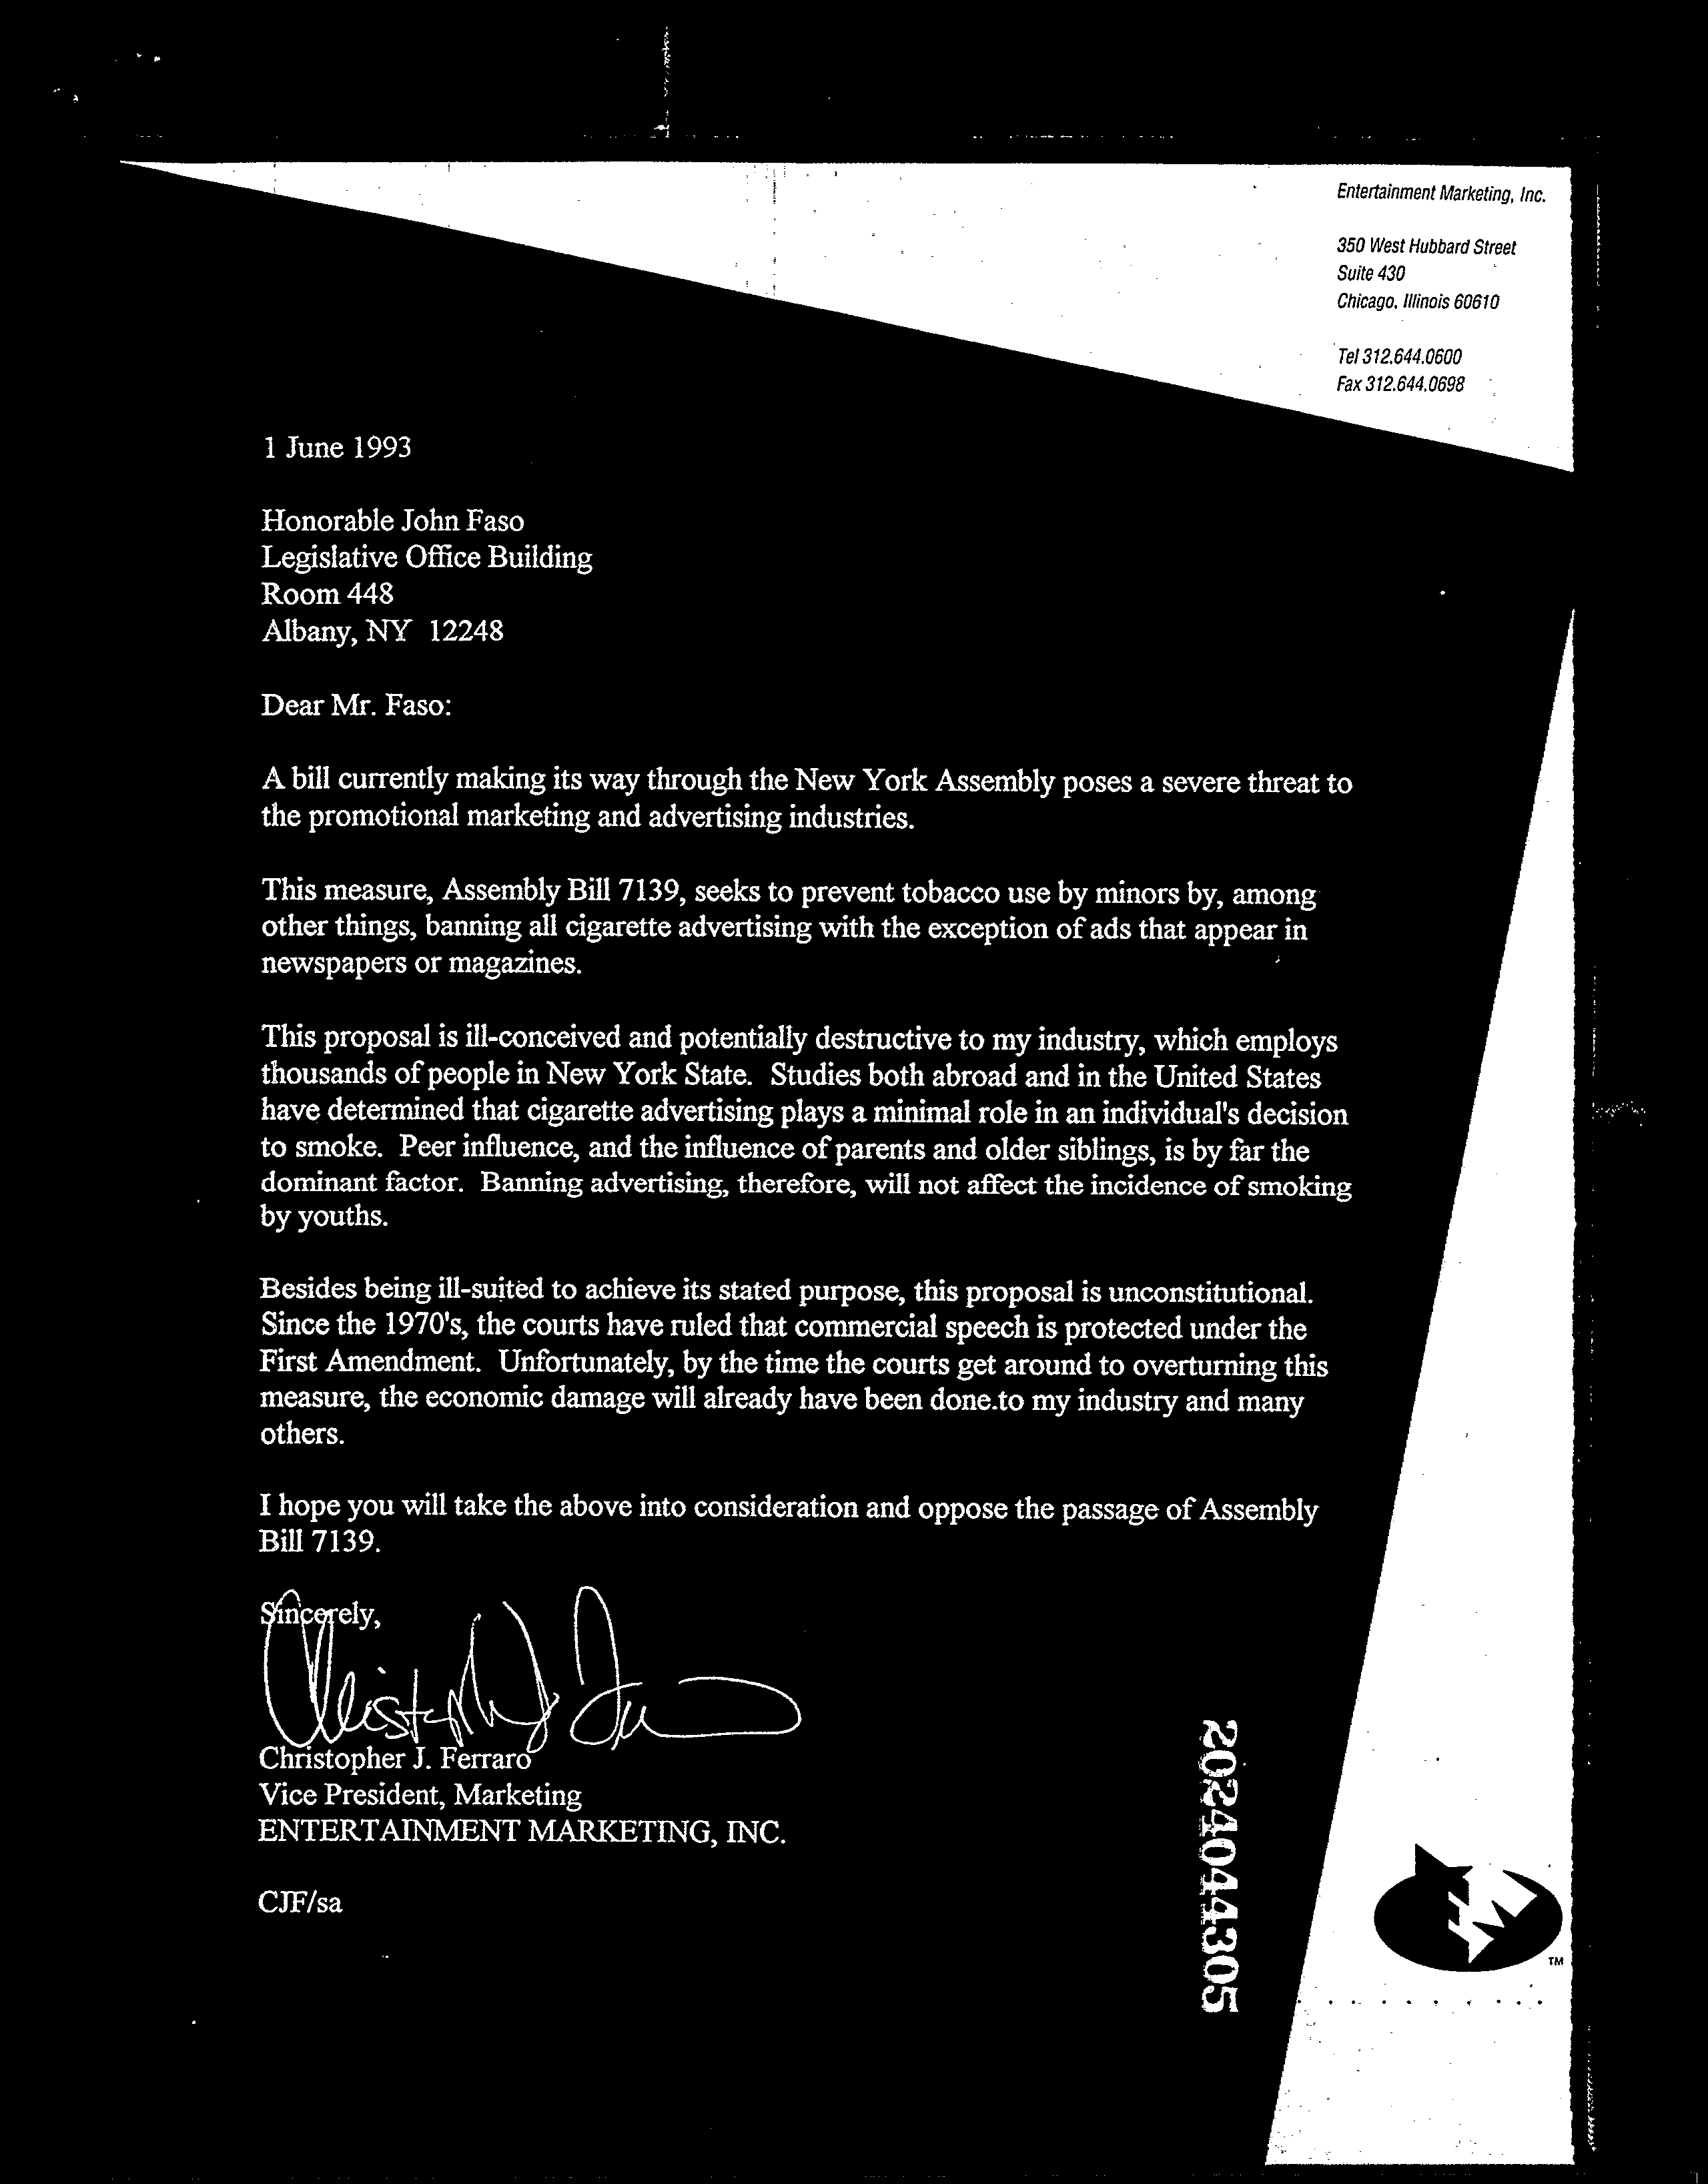 Entertainment Marketing, Inc.
350 West Hubbard Street
Suite 430
Chicago, Illinois 60610
Tel 312.644.0600
Fax 312.644.0698
1 June 1993
Honorable John Faso
Legislative Office Building
Room 448
Albany, NY 12248
Dear Mr. Faso:
A bill currently making its way through the New York Assembly poses a severe threat to
the promotional marketing and advertising industries.
This measure, Assembly Bill 7139, seeks to prevent tobacco use by minors by, among
other things, banning all cigarette advertising with the exception of ads that appear in
newspapers or magazines.
This proposal is ill-conceived and potentially destructive to my industry, which employs
thousands of people in New York State. Studies both abroad and in the United States
have determined that cigarette advertising plays a minimal role in an individual's decision
to smoke. Peer influence, and the influence of parents and older siblings, is by far the
dominant factor. Banning advertising, therefore, will not affect the incidence of smoking
by youths.
Besides being ill-suited to achieve its stated purpose, this proposal is unconstitutional.
Since the 1970's, the courts have ruled that commercial speech is protected under the
First Amendment. Unfortunately, by the time the courts get around to overturning this
measure, the economic damage will already have been done.to my industry and many
others.
I hope you will take the above into consideration and oppose the passage of Assembly
Bill 7139.
Sincerely,
Christopher J. Ferraro
Vice President, Marketing
ENTERTAINMENT MARKETING, INC.
CJF/sa
2024044305
EM
TM